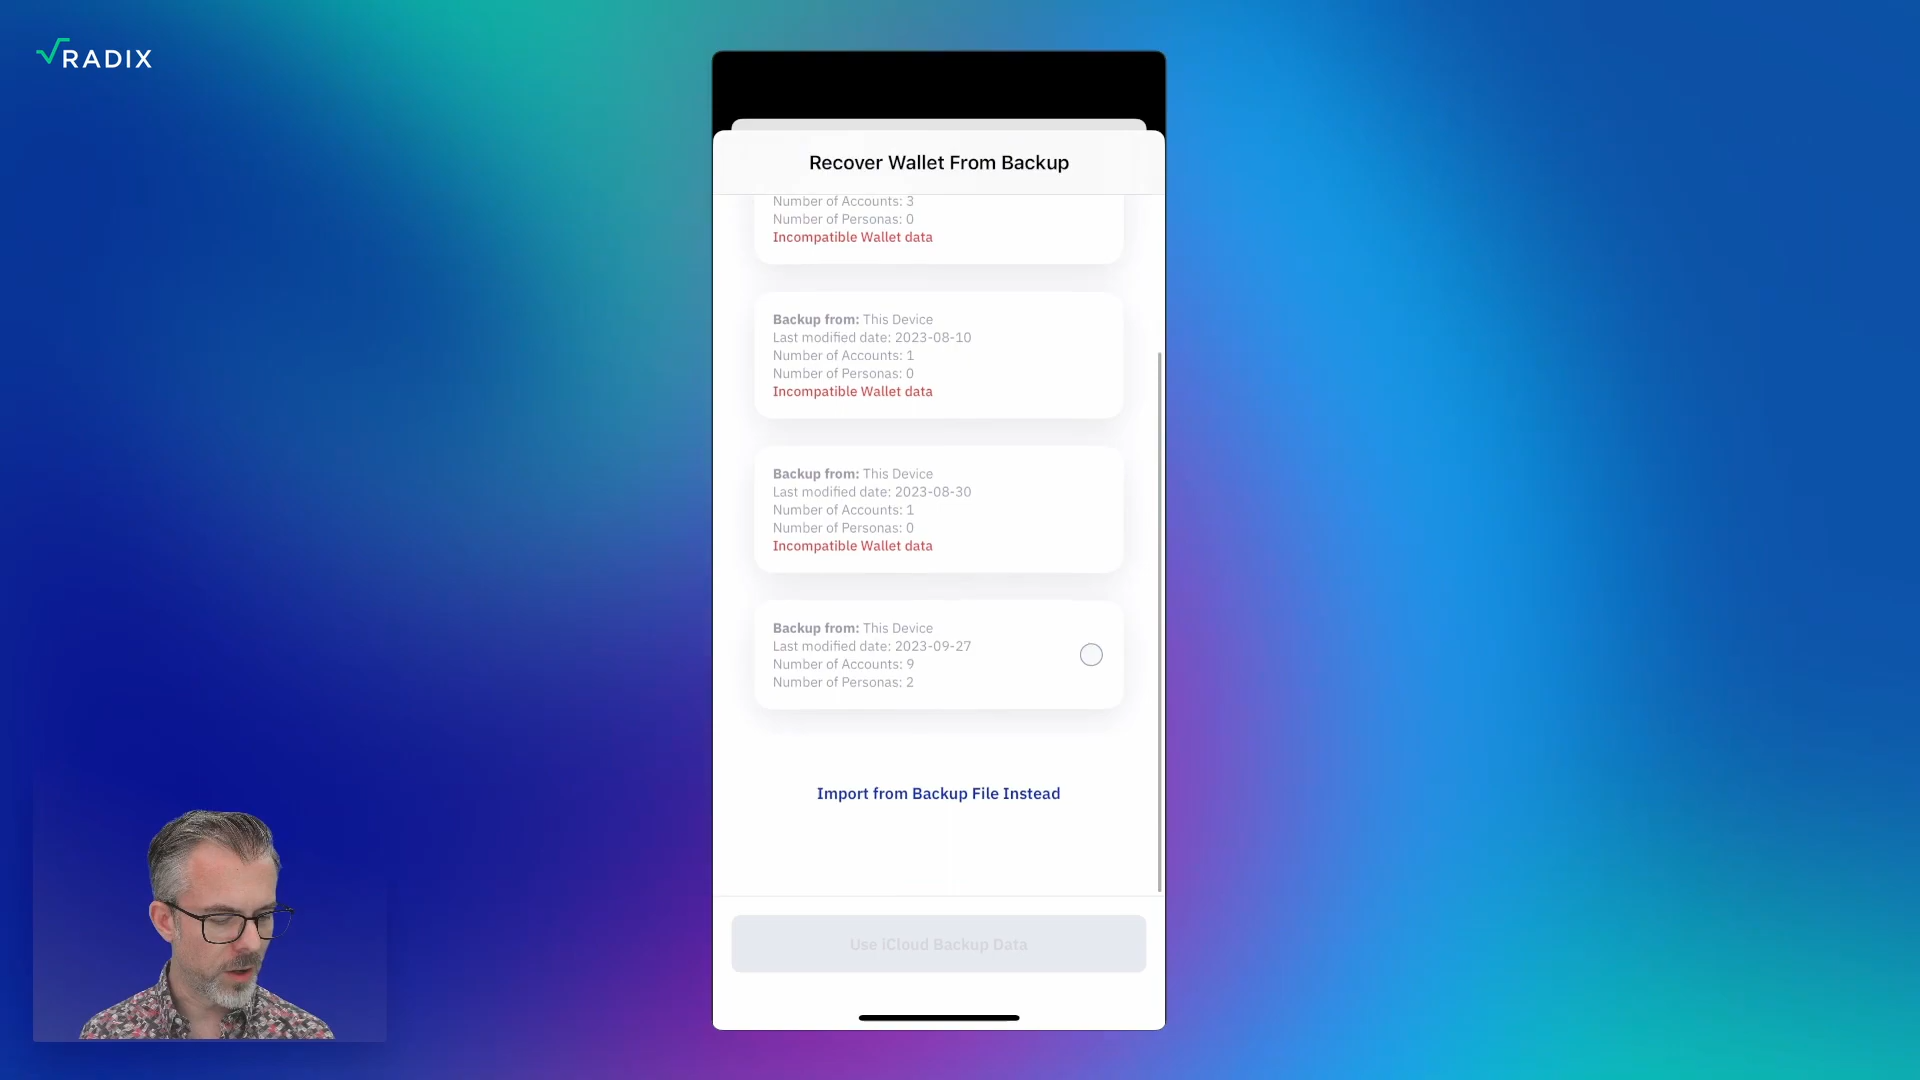 RADIX
Recover Wallet From Backup
Number of Accounts: 3
Number of Personas: 0
Incompatible Wallet data
Backup from: This Device
Last modified date: 2023-08-10
Number of Accounts: 1
Number of Personas: 0
Incompatible Wallet data
Backup from: This Device
Last modified date: 2023-08-30
Number of Accounts: 1
Number of Personas: 0
Incompatible Wallet data
Backup from: This Device
Last modified date: 2023-09-27
Number of Accounts: 9
Number of Personas: 2
Import from Backup File Instead
Use iCloud Backup Data